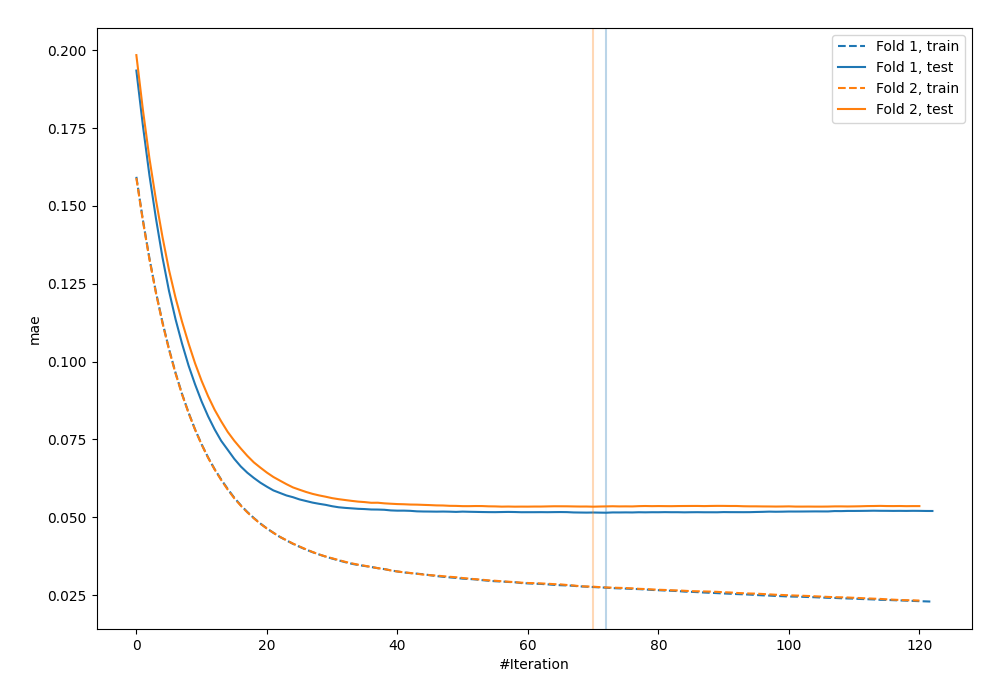 0.200
0.175
0.150
0.125
0.100
0.075
0.050
0.025
mae
0 20 40 60 80 100 120
#Iteration
Fold 1, train
Fold 1, test
Fold 2, train
Fold 2, test